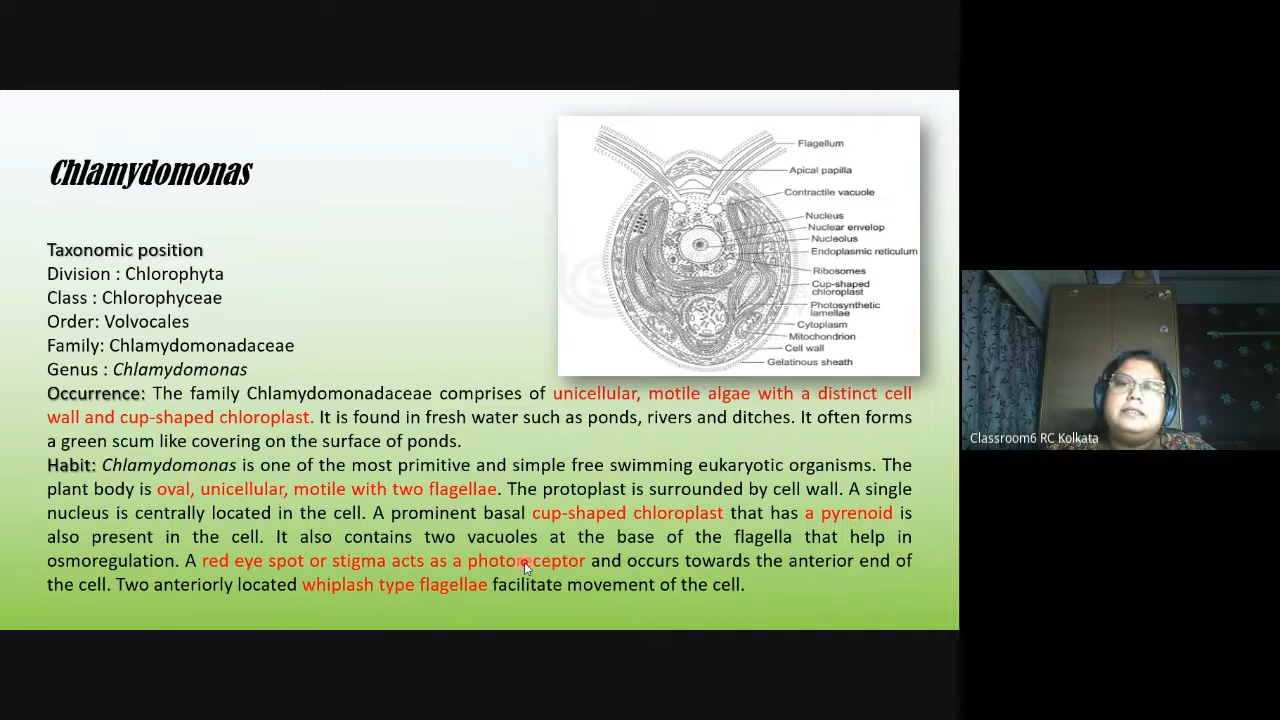 Chlamydomonas
Taxonomic position
Division : Chlorophyta
Class : Chlorophyceae
Order: Volvocales
Family: Chlamydomonadaceae
Genus : Chlamydomonas
Occurrence: The family Chlamydomonadaceae comprises of unicellular, motile algae with a distinct cell
wall and cup-shaped chloroplast. It is found in fresh water such as ponds, rivers and ditches. It often forms
a green scum like covering on the surface of ponds.
Habit: Chlamydomonas is one of the most primitive and simple free swimming eukaryotic organisms. The
plant body is oval, unicellular, motile with two flagellae. The protoplast is surrounded by cell wall. A single
nucleus is centrally located in the cell. A prominent basal cup-shaped chloroplast that has a pyrenoid is
also present in the cell. It also contains two vacuoles at the base of the flagella that help in
osmoregulation. A red eye spot or stigma acts as a photoreceptor and occurs towards the anterior end of
the cell. Two anteriorly located whiplash type flagellae facilitate movement of the cell.
Flagellum
Apical papilla
Contractile vacuole
Nucleus
Nuclear envelop
Nucleolus
Endoplasmic reticulum
Ribosomes
Cup-shaped
chloroplast
Photosynthetic
lamellae
Cytoplasm
Mitochondrion
Cell wall
Gelatinous sheath
Classroom6 RC Kolkata